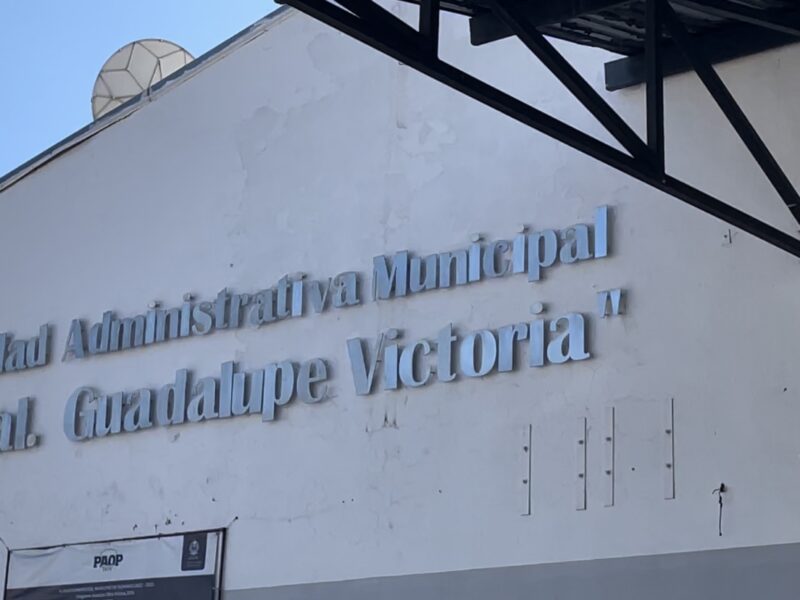 dad Administrativa Municipal
al. Guadalupe Victoria"
PAOP